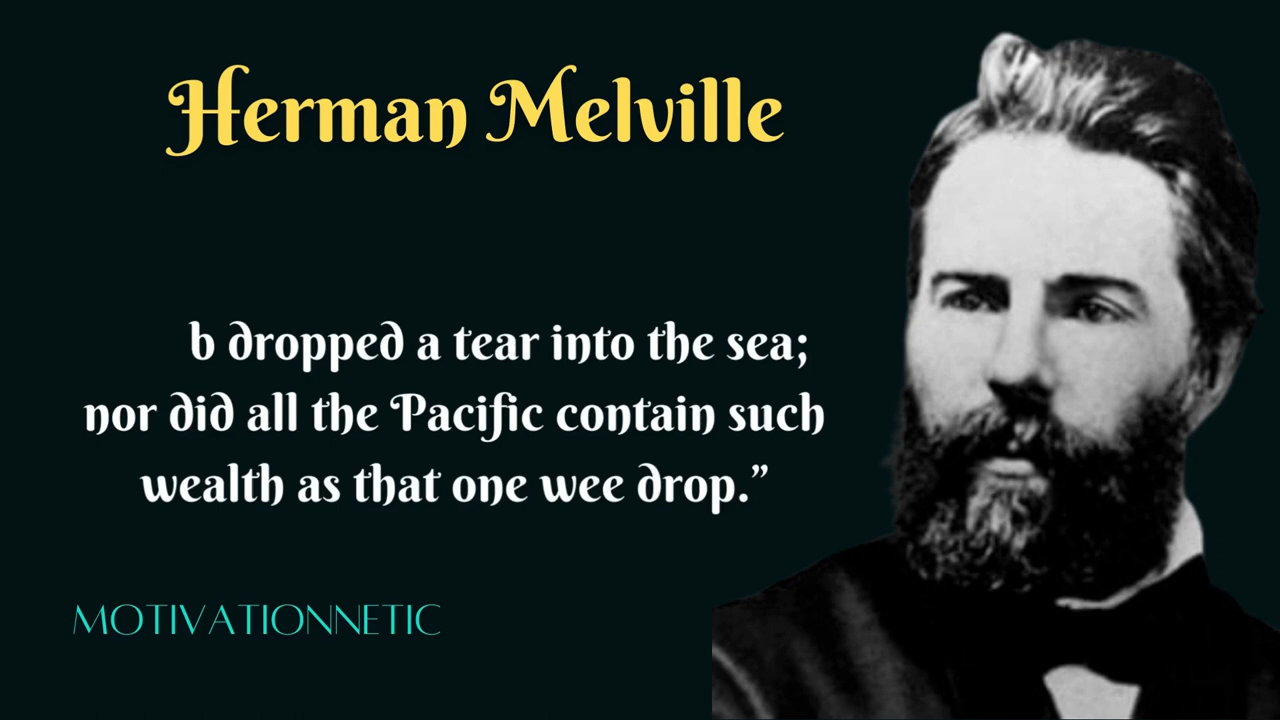 Herman Melville
b dropped a tear into the sea;
nor did all the Pacific contain such
wealth as that one wee drop.”
MOTIVATIONNETIC